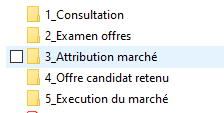 1_Consultation
2_Examen offres
3_Attribution marché
4_Offre candidat retenu
5_Execution du marché